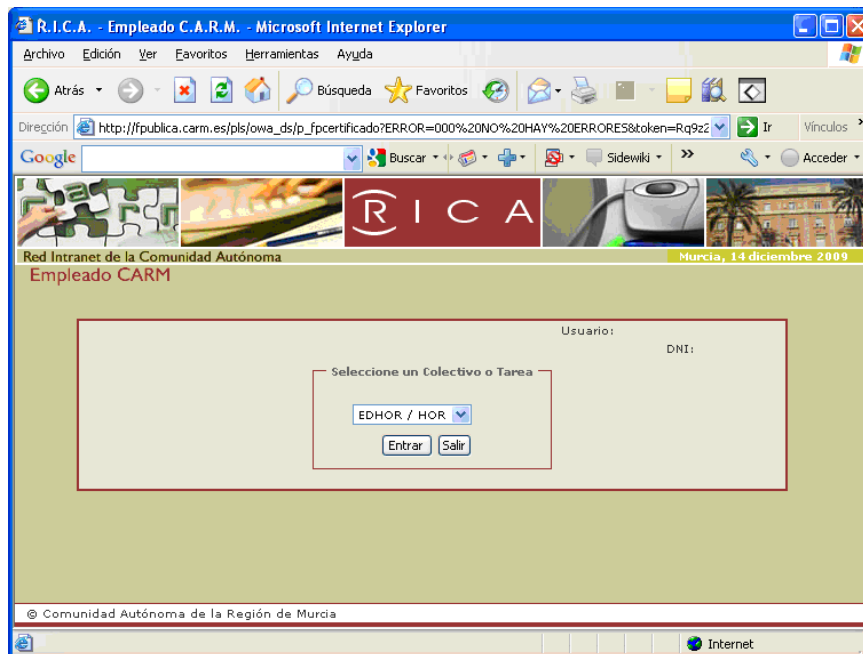 R.I.C.A. - Empleado C.A.R.M. - Microsoft Internet Explorer
Archivo Edición Ver Favoritos Herramientas Ayuda
Atrás Búsqueda Favoritos
Dirección http://fpublica.carm.es/pls/owa_ds/p_fpcertificado?ERROR=000%20NO%20HAY%20ERRORES&token=Rq9z2 Ir Vínculos »
Google Buscar Sidewiki » Acceder
RICA
Red Intranet de la Comunidad Autónoma Murcia, 14 diciembre 2009
Empleado CARM
Usuario:
DNI:
Seleccione un Colectivo o Tarea
EDHOR / HOR
Entrar Salir
© Comunidad Autónoma de la Región de Murcia
Internet